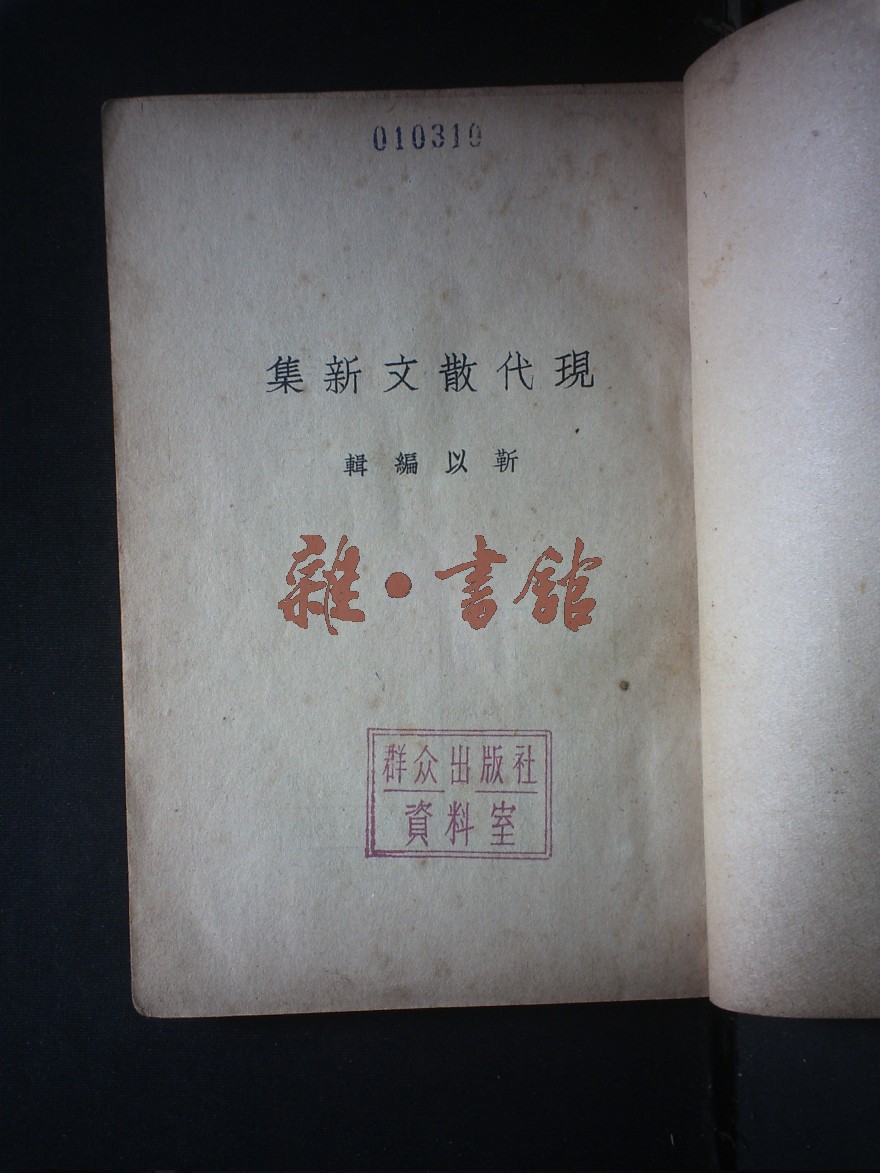 010310
現代散文新集
靳以編輯
雜·書館
群众出版社
資料室